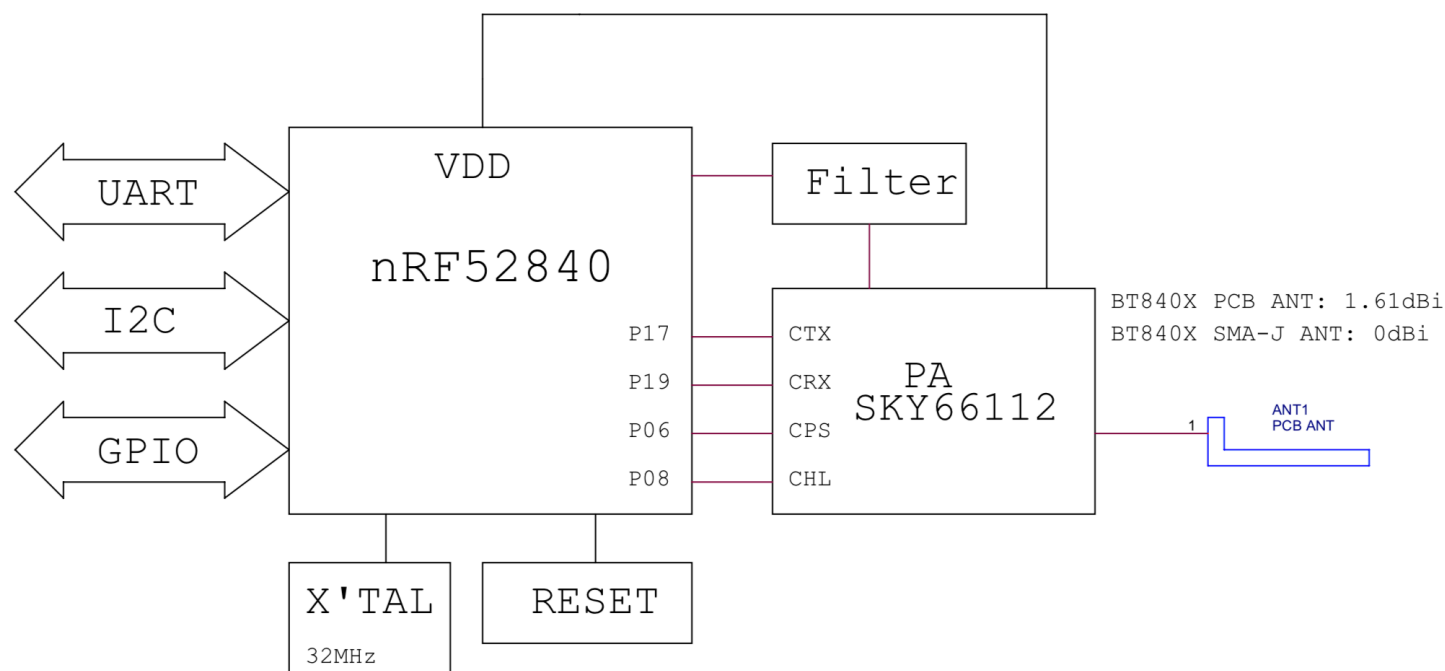 VDD
UART
Filter
nRF52840
I2C
BT840X PCB ANT: 1.61dBi
BT840X SMA-J ANT: 0dBi
P17
CTX
P19
CRX
PA
SKY66112
P06
CPS
P08
CHL
GPIO
1
ANT1
PCB ANT
X'TAL
32MHz
RESET